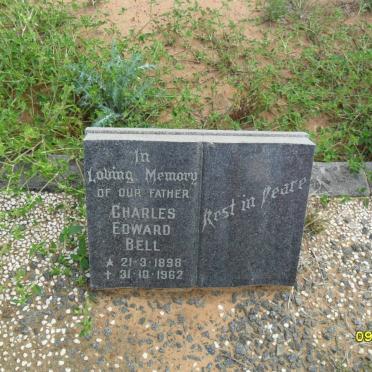 In
Loving Memory
OF OUR FATHER
CHARLES
EDWARD
BELL
★ 21·3·1898
✝ 31·10·1962
Rest in Peace
09